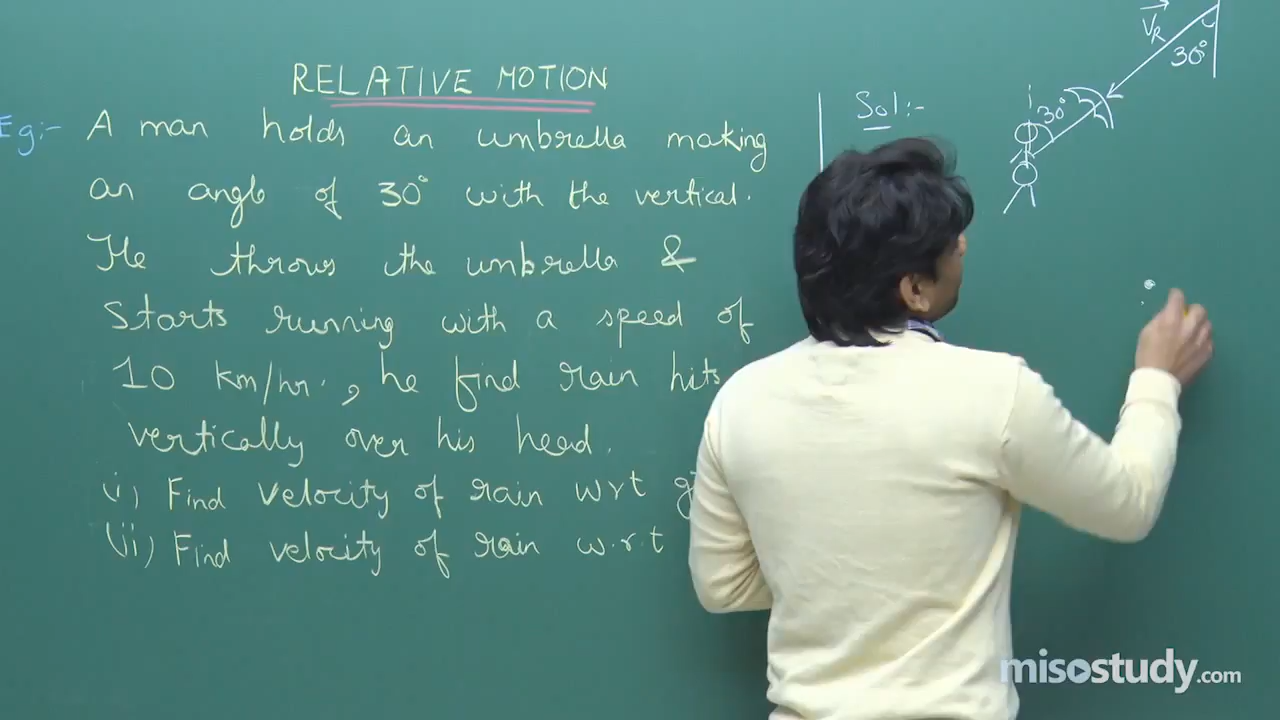 RELATIVE MOTION
Eg:- A man holds an umbrella making
an angle of 30° with the vertical.
He throws the umbrella &
Starts running with a speed of
10 km/hr., he find rain hits
vertically over his head.
(i) Find velocity of rain wrt
(ii) Find velocity of rain w.r.t
Sol:-
V_R
30°
30°
misostudy.com